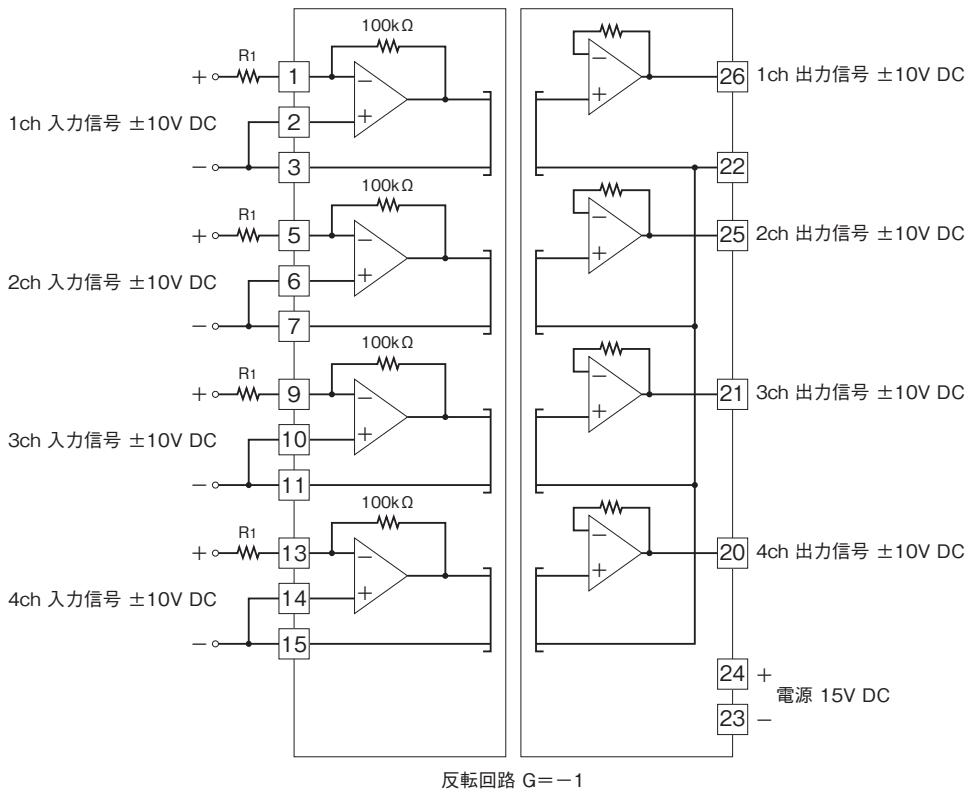 100kΩ
R1
+
1
−
+
2
1ch 入力信号 ±10V DC
−
3
100kΩ
R1
+
5
−
+
6
2ch 入力信号 ±10V DC
−
7
100kΩ
R1
+
9
−
+
10
3ch 入力信号 ±10V DC
−
11
100kΩ
R1
+
13
−
+
14
4ch 入力信号 ±10V DC
−
15
−
+
26 1ch 出力信号 ±10V DC
22
−
+
25 2ch 出力信号 ±10V DC
−
+
21 3ch 出力信号 ±10V DC
−
+
20 4ch 出力信号 ±10V DC
24 +
電源 15V DC
23 −
反転回路 G=−1